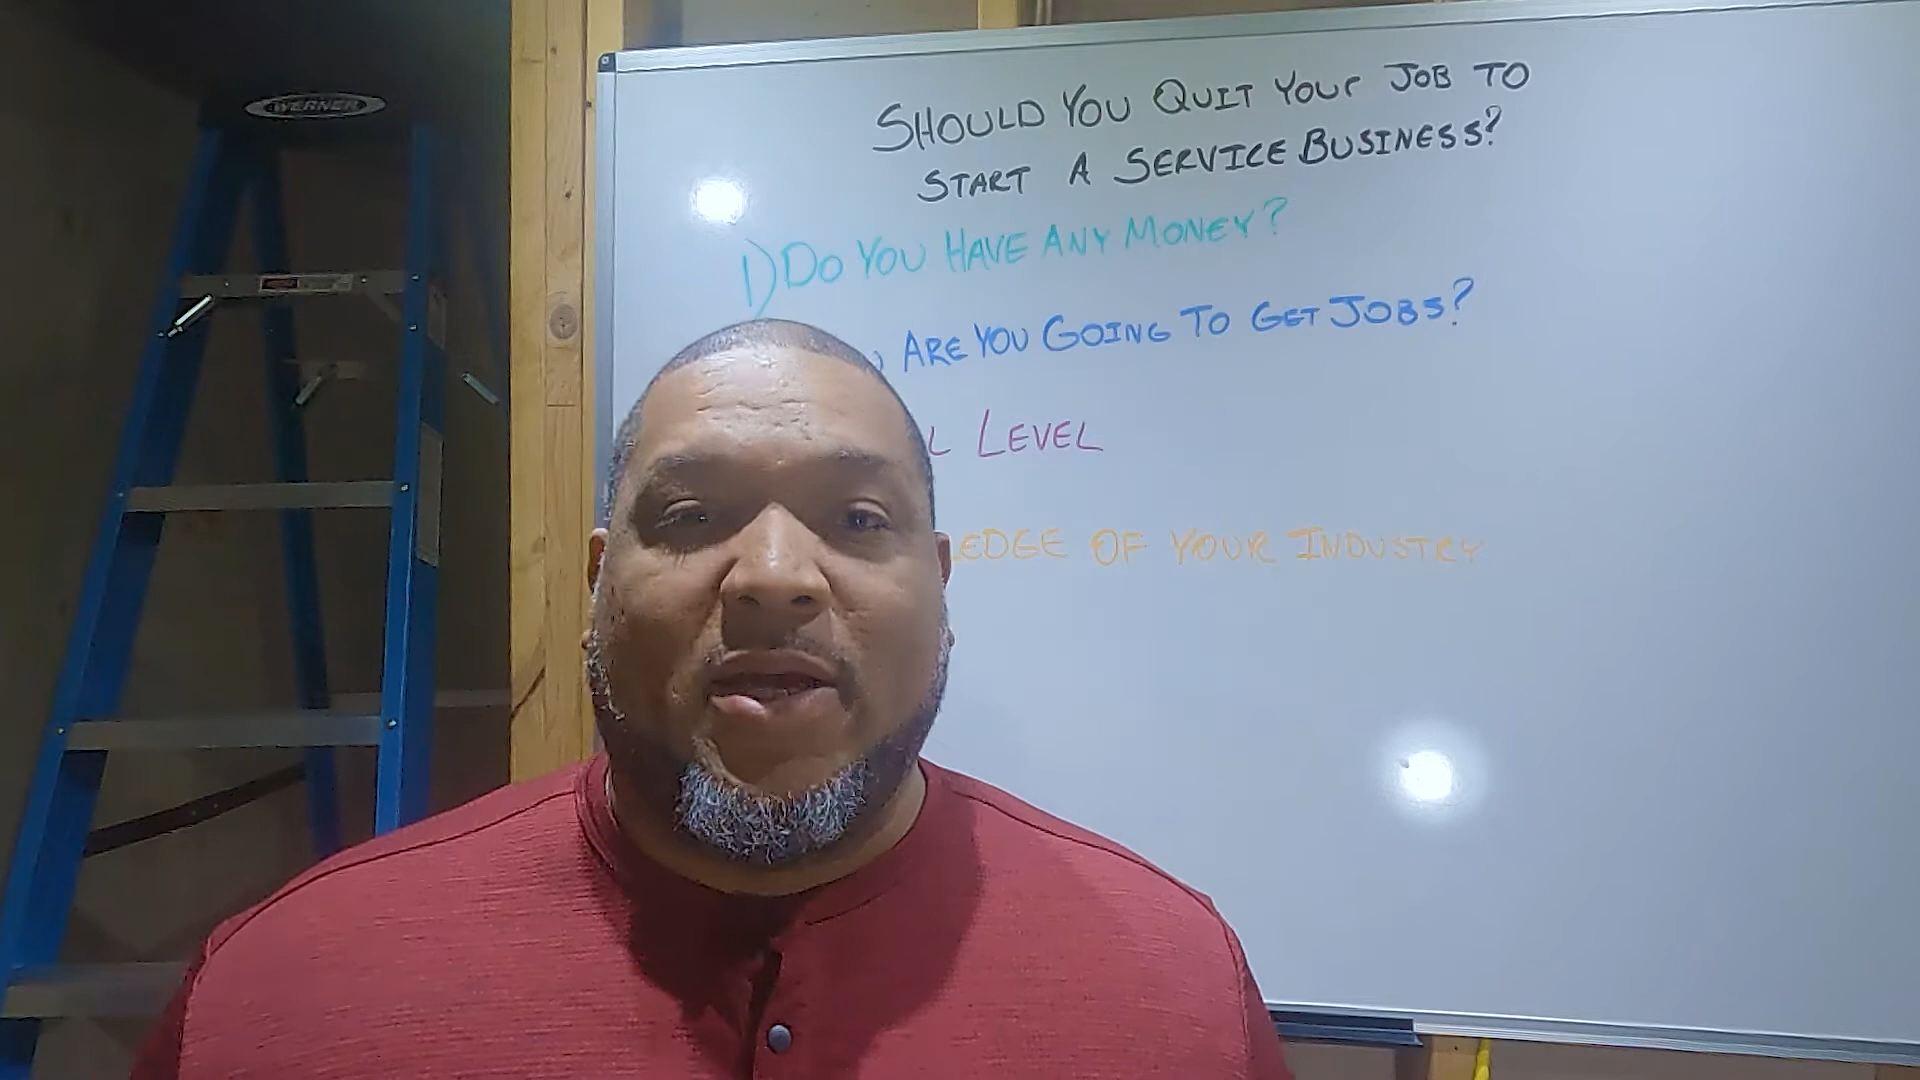 WERNER
SHOULD YOU QUIT YOUr JOB TO
START A SERVICE BUSINESS?
1) DO YOU HAVE ANY MONEY?
ARE YOU GOING TO GET JOBS?
L LEVEL
LEDGE OF YOUR INDUSTRY